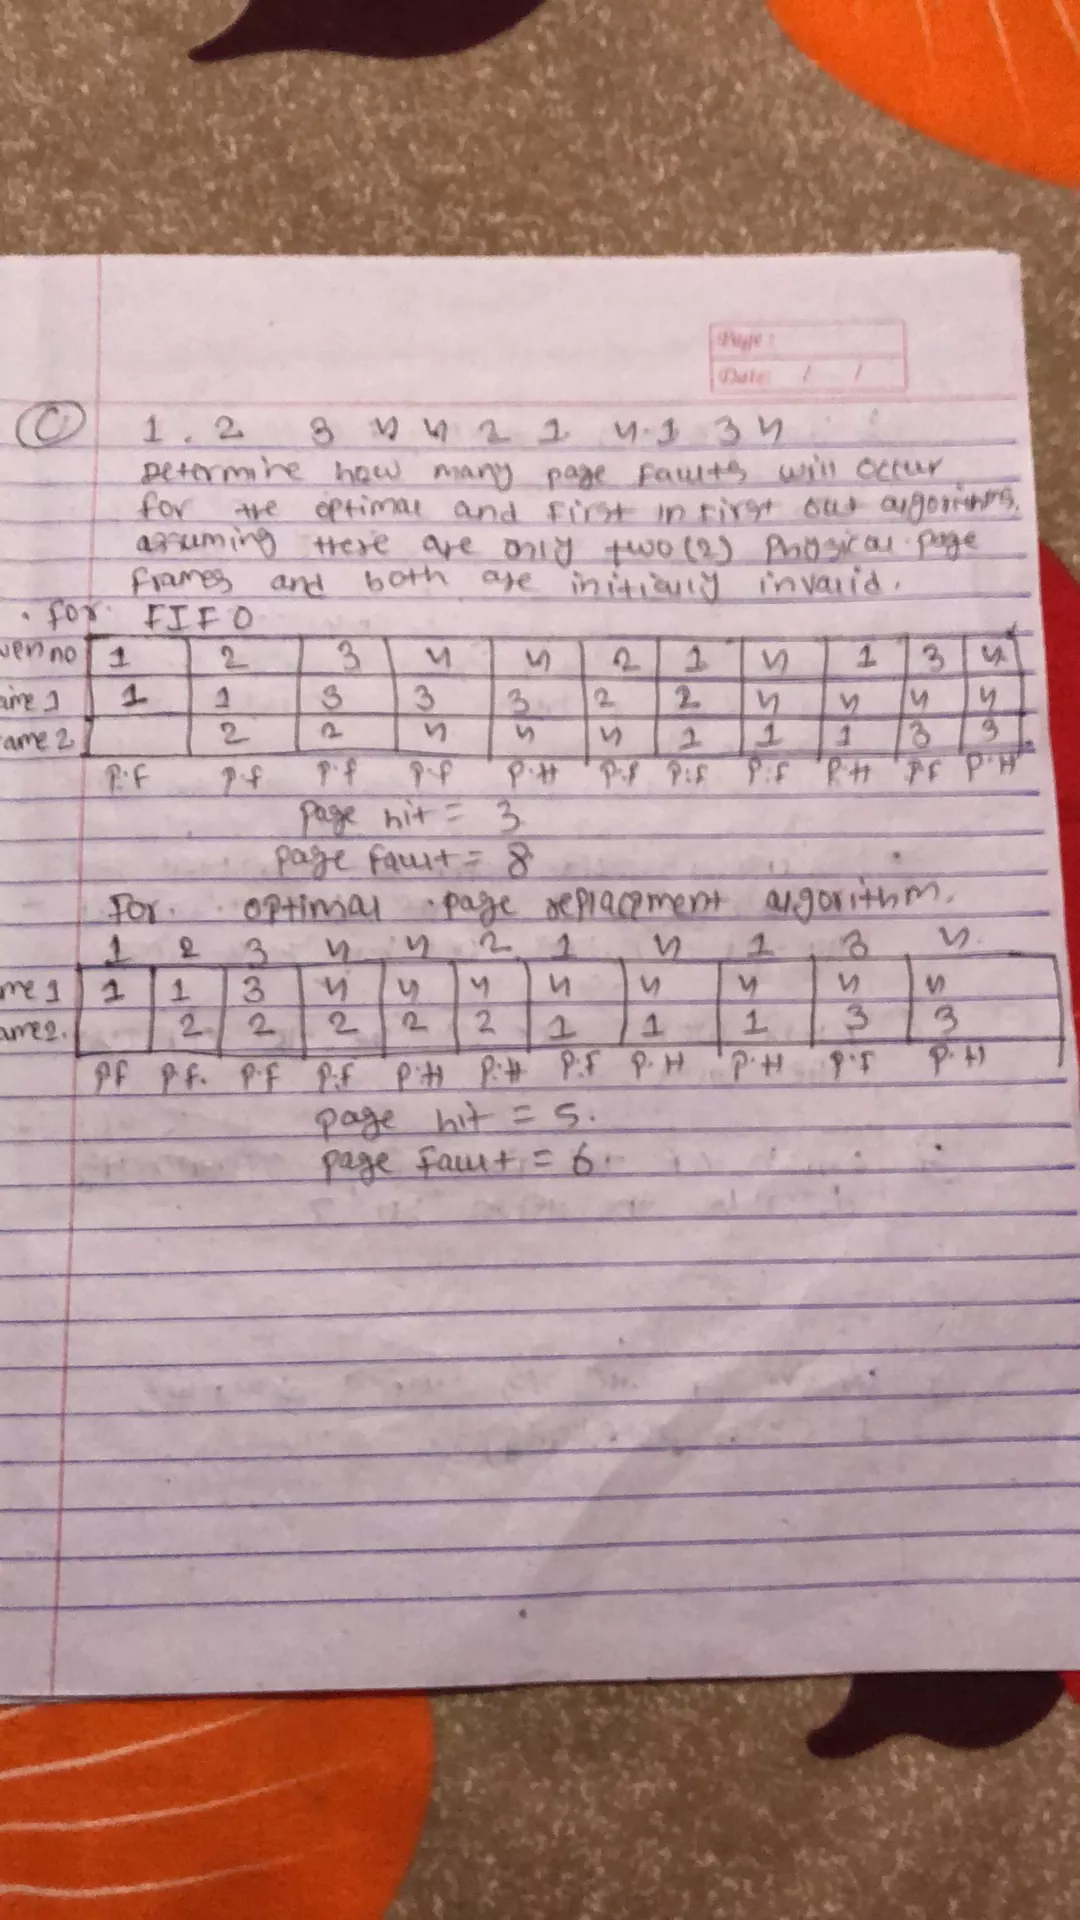 Page :
Date / /
C. 1. 2 3 4 4 2 1 4. 1 3 4
Determine how many page faults will occur
for the optimal and First in First out algorithms.
assuming there are only two (2) Physical page
frames and both are initially invalid.
. for FIFO
ven no 1 2 3 4 4 2 1 4 1 3 4
ame 1 1 1 3 3 3 2 2 4 4 4 4
ame 2 2 2 4 4 4 1 1 1 3 3
P.F P.f P.f P.f P.H P.f P.F P.F P.H P.F P.H
Page hit = 3
Page Fault = 8
For optimal page replacement algorithm.
1 2 3 4 4 2 1 4 1 3 4
me 1 1 1 3 4 4 4 4 4 4 4 4
ame 2. 2 2 2 2 2 1 1 1 3 3
PF P.F. P.F P.F P.H P.H P.F P.H P.H P.F P.H
page hit = 5.
page Fault = 6.